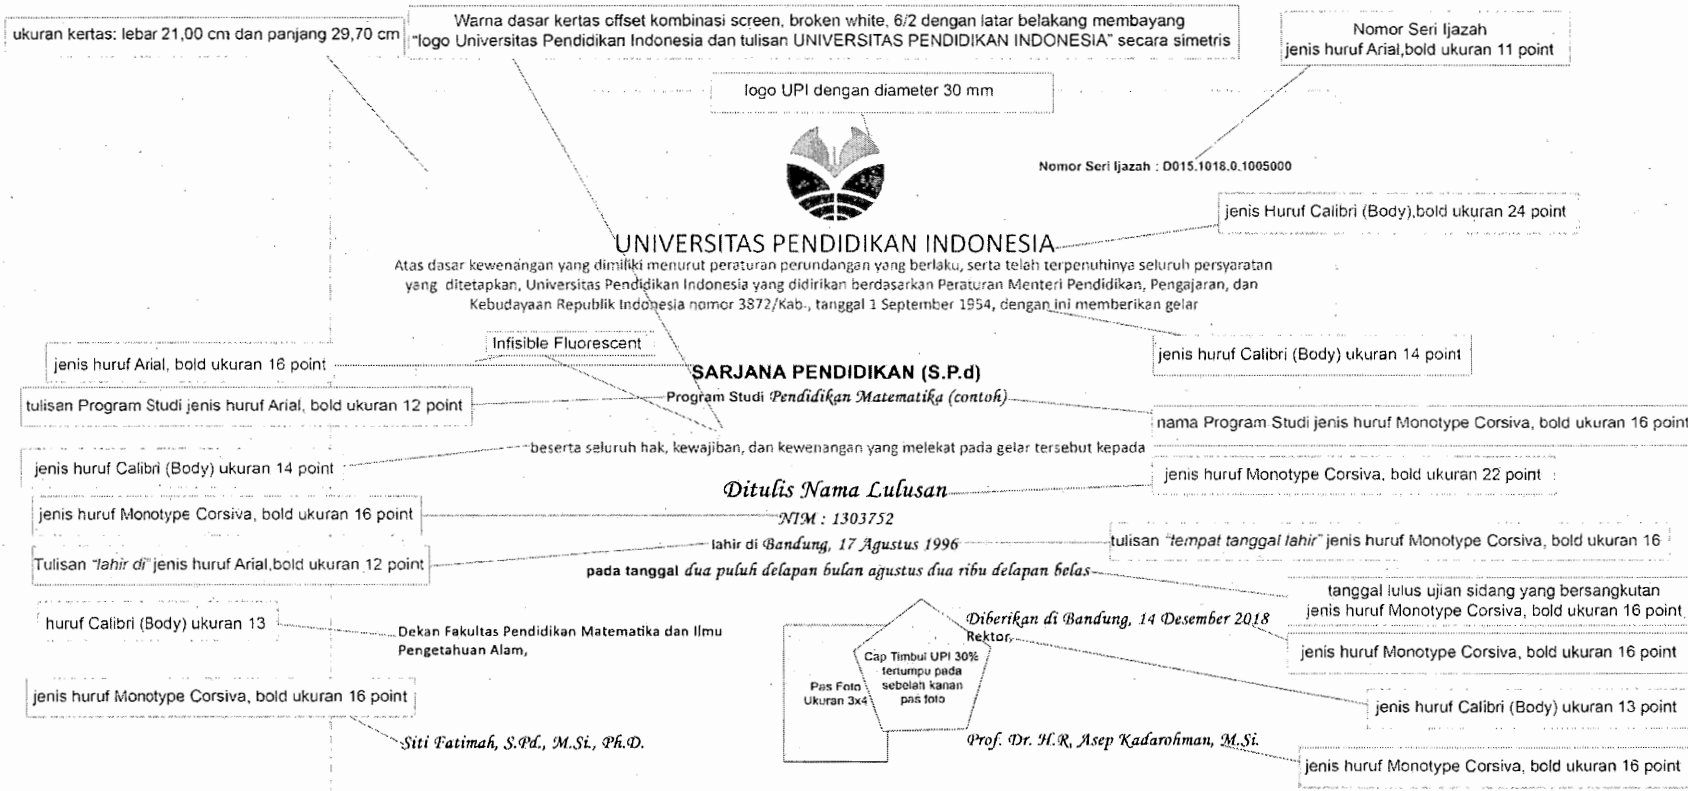 ukuran kertas: lebar 21,00 cm dan panjang 29,70 cm
Warna dasar kertas offset kombinasi screen, broken white, 6/2 dengan latar belakang membayang
"logo Universitas Pendidikan Indonesia dan tulisan UNIVERSITAS PENDIDIKAN INDONESIA" secara simetris
Nomor Seri Ijazah
jenis huruf Arial,bold ukuran 11 point
logo UPI dengan diameter 30 mm
Nomor Seri Ijazah : D015.1018.0.1005000
jenis Huruf Calibri (Body),bold ukuran 24 point
UNIVERSITAS PENDIDIKAN INDONESIA
Atas dasar kewenangan yang dimiliki menurut peraturan perundangan yang berlaku, serta telah terpenuhinya seluruh persyaratan
yang ditetapkan, Universitas Pendidikan Indonesia yang didirikan berdasarkan Peraturan Menteri Pendidikan, Pengajaran, dan
Kebudayaan Republik Indonesia nomor 3872/Kab., tanggal 1 September 1954, dengan ini memberikan gelar
Infisible Fluorescent
jenis huruf Arial, bold ukuran 16 point
jenis huruf Calibri (Body) ukuran 14 point
SARJANA PENDIDIKAN (S.P.d)
tulisan Program Studi jenis huruf Arial, bold ukuran 12 point
Program Studi Pendidikan Matematika (contoh)
nama Program Studi jenis huruf Monotype Corsiva, bold ukuran 16 point
beserta seluruh hak, kewajiban, dan kewenangan yang melekat pada gelar tersebut kepada
jenis huruf Calibri (Body) ukuran 14 point
jenis huruf Monotype Corsiva, bold ukuran 22 point
Ditulis Nama Lulusan
jenis huruf Monotype Corsiva, bold ukuran 16 point
NIM : 1303752
lahir di Bandung, 17 Agustus 1996
tulisan "tempat tanggal lahir" jenis huruf Monotype Corsiva, bold ukuran 16
Tulisan "lahir di" jenis huruf Arial,bold ukuran 12 point
pada tanggal dua puluh delapan bulan agustus dua ribu delapan belas
tanggal lulus ujian sidang yang bersangkutan
jenis huruf Monotype Corsiva, bold ukuran 16 point
huruf Calibri (Body) ukuran 13
Dekan Fakultas Pendidikan Matematika dan Ilmu
Pengetahuan Alam,
Diberikan di Bandung, 14 Desember 2018
Rektor,
jenis huruf Monotype Corsiva, bold ukuran 16 point
Cap Timbul UPI 30%
tertumpu pada
sebelah kanan
pas foto
Pas Foto
Ukuran 3x4
jenis huruf Monotype Corsiva, bold ukuran 16 point
jenis huruf Calibri (Body) ukuran 13 point
Siti Fatimah, S.Pd., M.Si., Ph.D.
Prof. Dr. H.R, Asep Kadarohman, M.Si.
jenis huruf Monotype Corsiva, bold ukuran 16 point